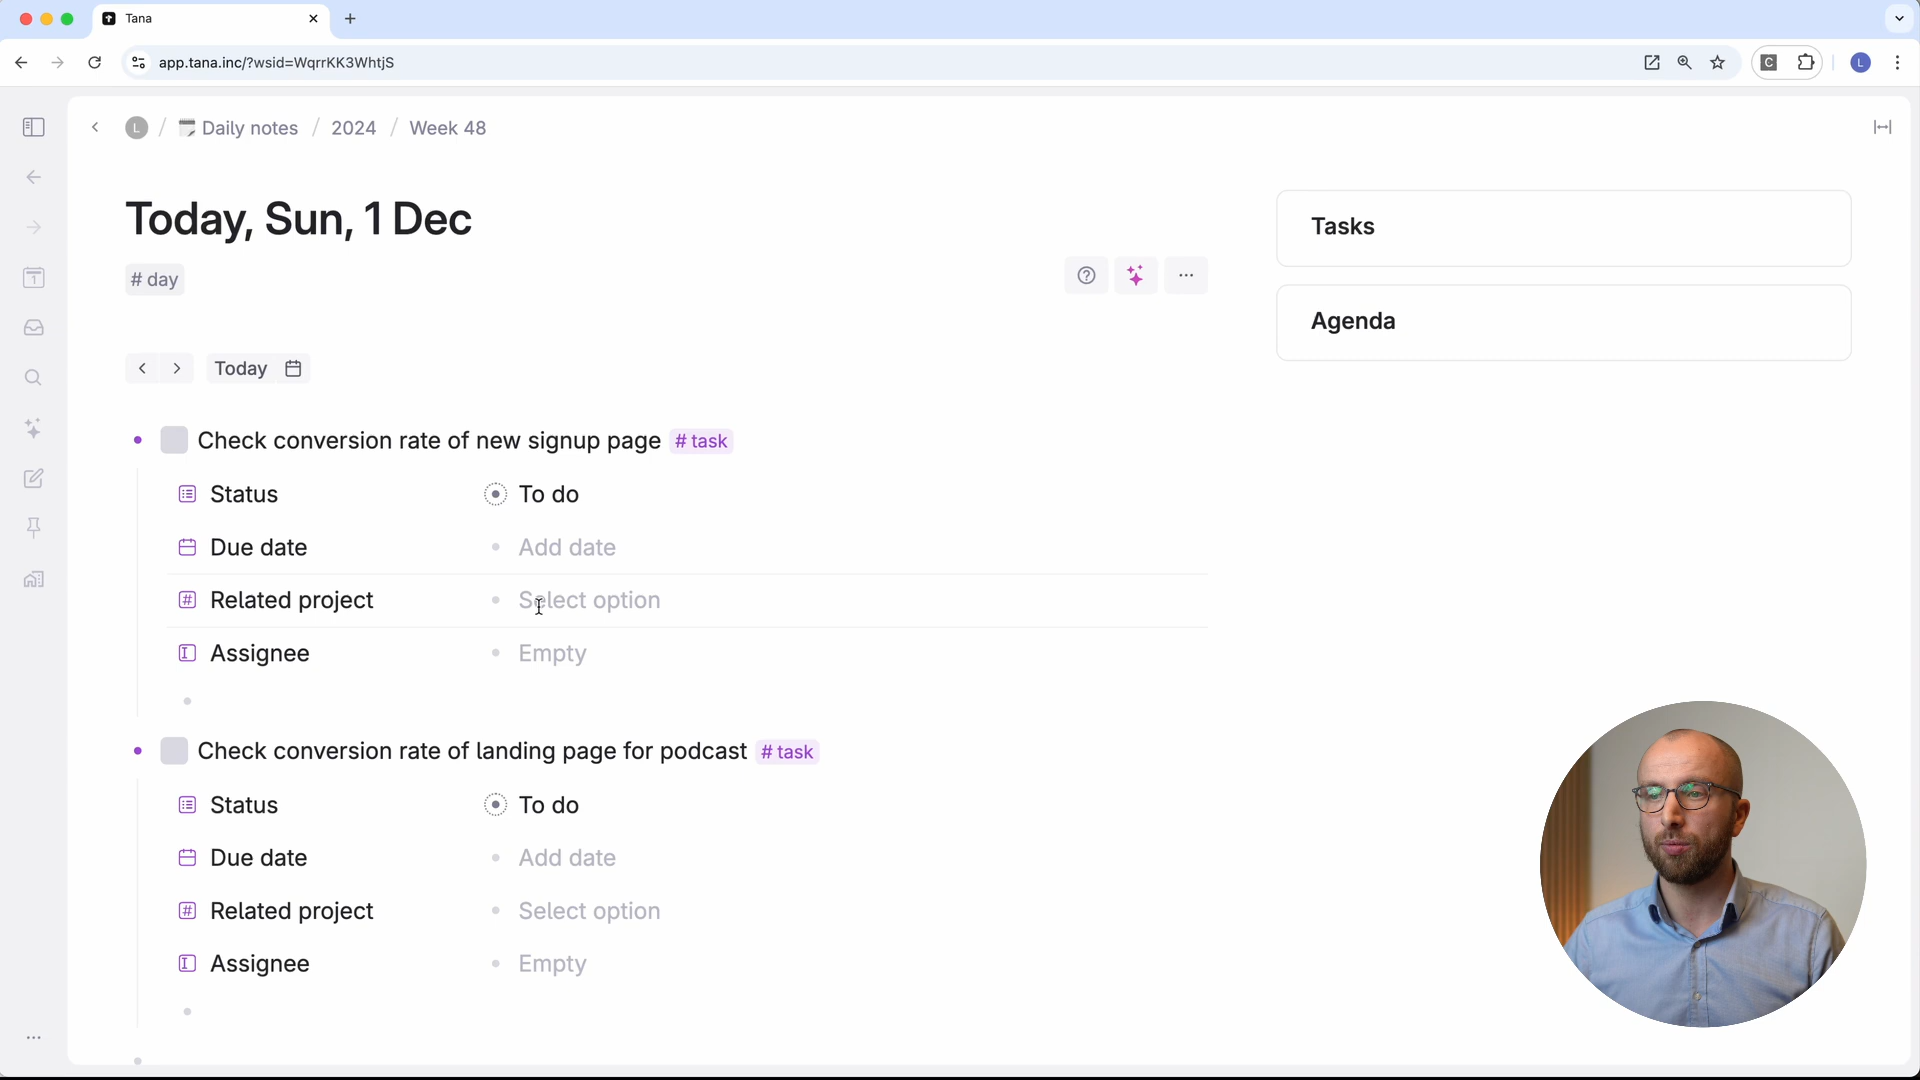 Tana
app.tana.inc/?wsid=WqrrKK3WhtjS
C
L
L / Daily notes / 2024 / Week 48
Today, Sun, 1 Dec
# day
Today
Check conversion rate of new signup page # task
Status To do
Due date Add date
Related project Select option
Assignee Empty
Check conversion rate of landing page for podcast # task
Status To do
Due date Add date
Related project Select option
Assignee Empty
Tasks
Agenda
1